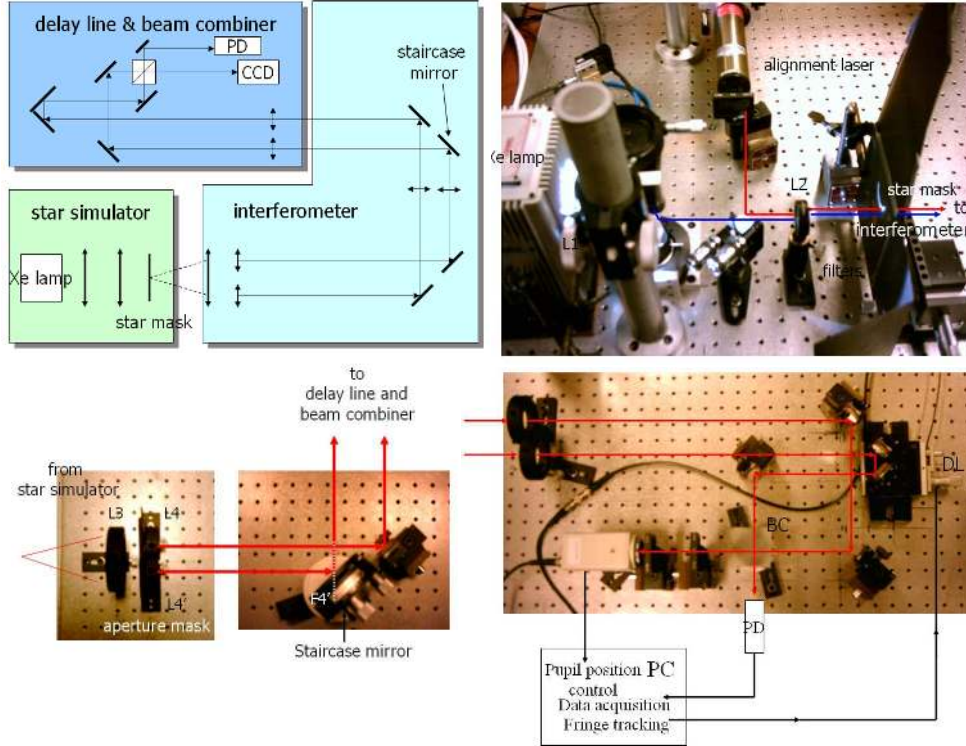 delay line & beam combiner
PD
CCD
staircase
mirror
star simulator
interferometer
Xe lamp
star mask
alignment laser
Xe lamp
L2
star mask
to
interferometer
L1
filters
to
delay line and
beam combiner
from
star simulator
L3
L4
L4'
aperture mask
F4'
Staircase mirror
DL
BC
PD
Pupil position PC
control
Data acquisition
Fringe tracking